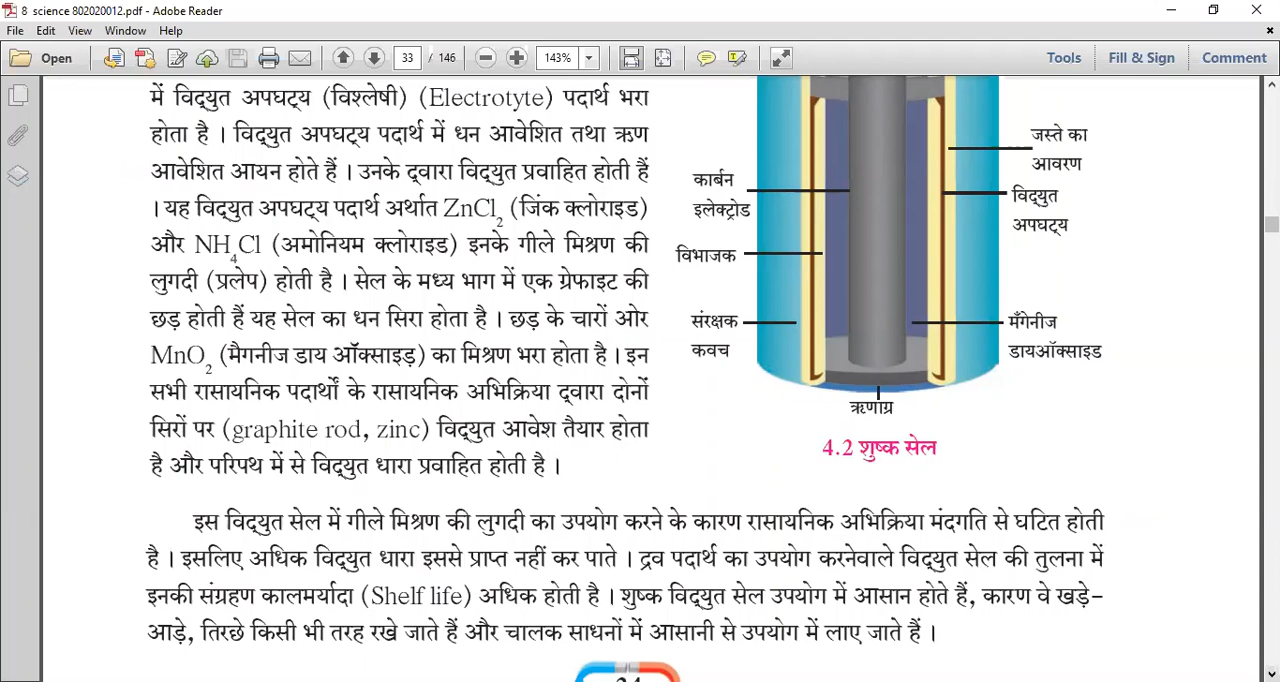 8 science 802020012.pdf - Adobe Reader
File Edit View Window Help
Open 33 / 146 143% Tools Fill & Sign Comment
में विद्युत अपघट्य (विश्लेषी) (Electrotyte) पदार्थ भरा
होता है । विद्युत अपघट्य पदार्थ में धन आवेशित तथा ऋण
आवेशित आयन होते हैं । उनके द्वारा विद्युत प्रवाहित होती हैं
। यह विद्युत अपघट्य पदार्थ अर्थात ZnCl2 (जिंक क्लोराइड)
और NH4Cl (अमोनियम क्लोराइड) इनके गीले मिश्रण की
लुगदी (प्रलेप) होती है । सेल के मध्य भाग में एक ग्रेफाइट की
छड़ होती हैं यह सेल का धन सिरा होता है । छड़ के चारों ओर
MnO2 (मैगनीज डाय ऑक्साइड़) का मिश्रण भरा होता है । इन
सभी रासायनिक पदार्थों के रासायनिक अभिक्रिया द्वारा दोनों
सिरों पर (graphite rod, zinc) विद्युत आवेश तैयार होता
है और परिपथ में से विद्युत धारा प्रवाहित होती है ।
जस्ते का
आवरण
कार्बन
इलेक्ट्रोड
विद्युत
अपघट्य
विभाजक
संरक्षक
कवच
मँगेनीज
डायऑक्साइड
ऋणाग्र
4.2 शुष्क सेल
इस विद्युत सेल में गीले मिश्रण की लुगदी का उपयोग करने के कारण रासायनिक अभिक्रिया मंदगति से घटित होती
है । इसलिए अधिक विद्युत धारा इससे प्राप्त नहीं कर पाते । द्रव पदार्थ का उपयोग करनेवाले विद्युत सेल की तुलना में
इनकी संग्रहण कालमर्यादा (Shelf life) अधिक होती है । शुष्क विद्युत सेल उपयोग में आसान होते हैं, कारण वे खड़े-
आड़े, तिरछे किसी भी तरह रखे जाते हैं और चालक साधनों में आसानी से उपयोग में लाए जाते हैं ।